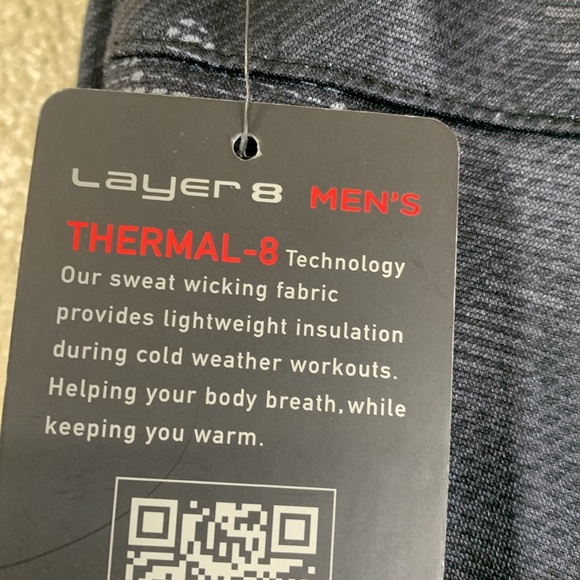 Layer 8 MEN'S
THERMAL-8 Technology
Our sweat wicking fabric
provides lightweight insulation
during cold weather workouts.
Helping your body breath, while
keeping you warm.